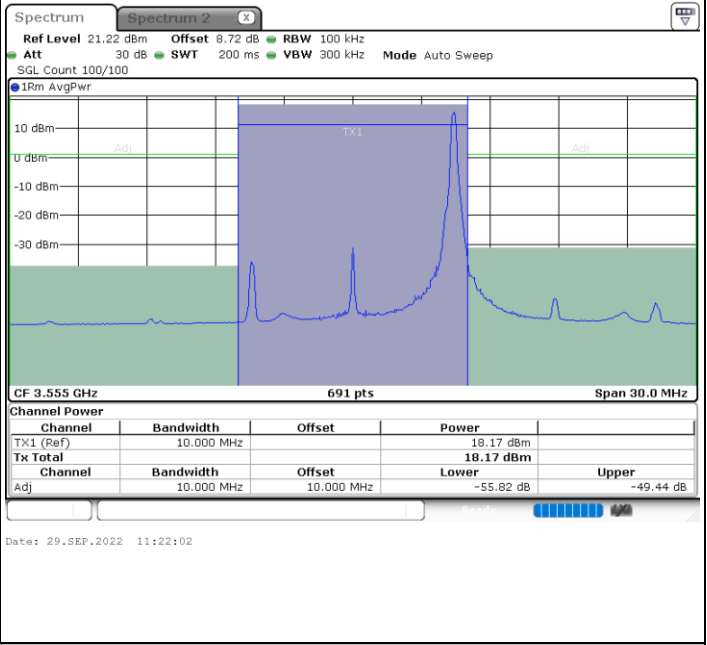 Spectrum Spectrum 2 X
Ref Level 21.22 dBm Offset 8.72 dB RBW 100 kHz
Att 30 dB SWT 200 ms VBW 300 kHz Mode Auto Sweep
SGL Count 100/100
1Rm AvgPwr
10 dBm
TX1
Adj Adj
0 dBm
-10 dBm
-20 dBm
-30 dBm
CF 3.555 GHz 691 pts Span 30.0 MHz
Channel Power
Channel Bandwidth Offset Power
TX1 (Ref) 10.000 MHz 18.17 dBm
Tx Total 18.17 dBm
Channel Bandwidth Offset Lower Upper
Adj 10.000 MHz 10.000 MHz -55.82 dB -49.44 dB
Ready
Date: 29.SEP.2022 11:22:02